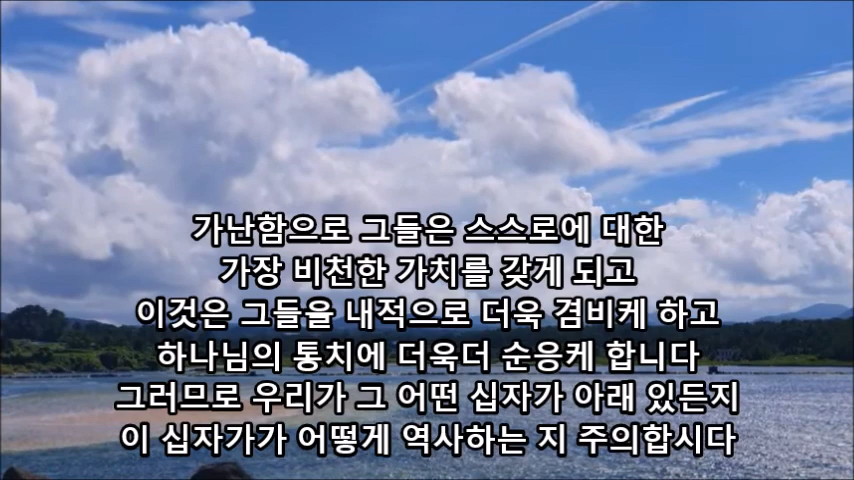 가난함으로 그들은 스스로에 대한
가장 비천한 가치를 갖게 되고
이것은 그들을 내적으로 더욱 겸비케 하고
하나님의 통치에 더욱더 순응케 합니다
그러므로 우리가 그 어떤 십자가 아래 있든지
이 십자가가 어떻게 역사하는 지 주의합시다